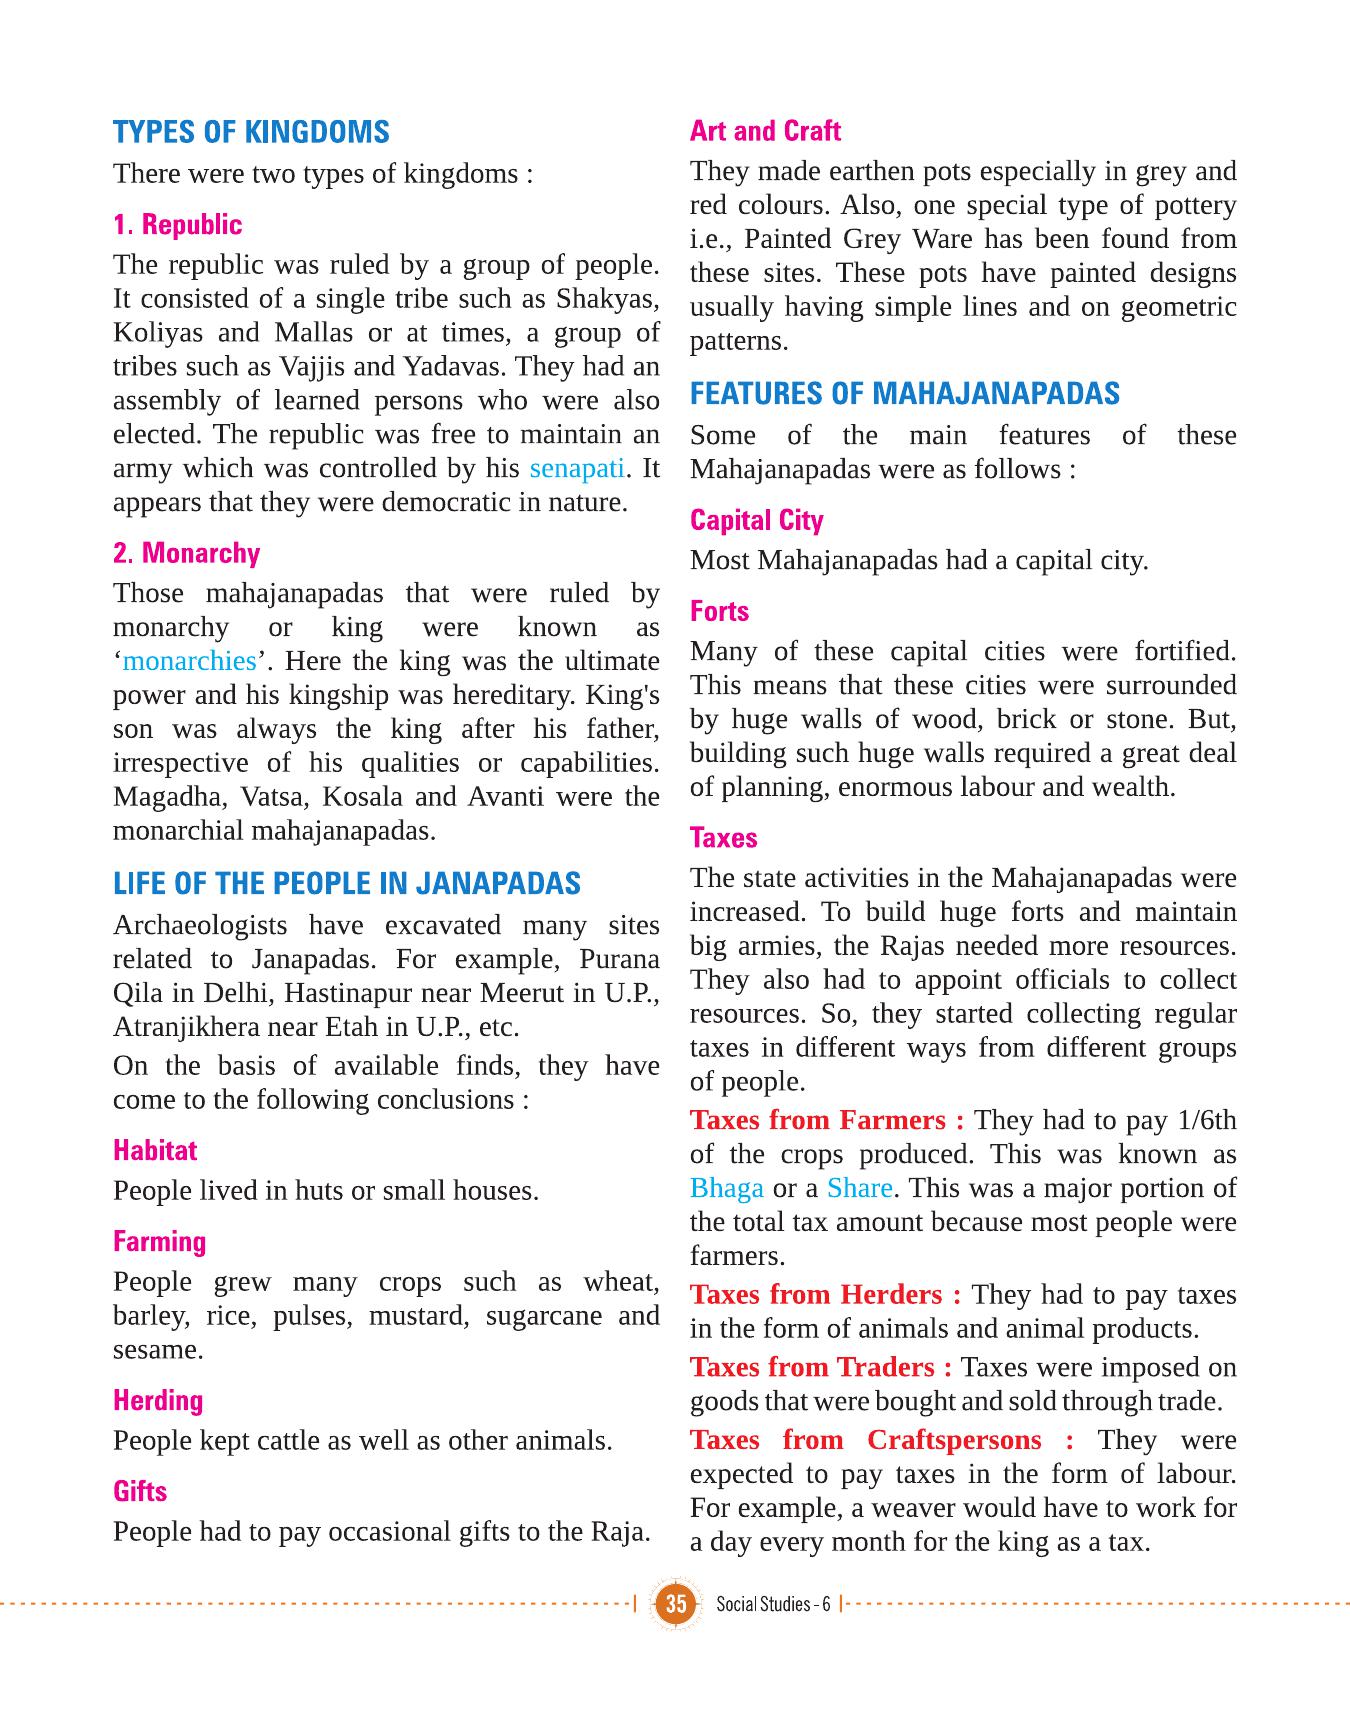 TYPES OF KINGDOMS
There were two types of kingdoms :
1. Republic
The republic was ruled by a group of people.
It consisted of a single tribe such as Shakyas,
Koliyas and Mallas or at times, a group of
tribes such as Vajjis and Yadavas. They had an
assembly of learned persons who were also
elected. The republic was free to maintain an
army which was controlled by his senapati. It
appears that they were democratic in nature.
2. Monarchy
Those mahajanapadas that were ruled by
monarchy or king were known as
‘monarchies’. Here the king was the ultimate
power and his kingship was hereditary. King's
son was always the king after his father,
irrespective of his qualities or capabilities.
Magadha, Vatsa, Kosala and Avanti were the
monarchial mahajanapadas.
LIFE OF THE PEOPLE IN JANAPADAS
Archaeologists have excavated many sites
related to Janapadas. For example, Purana
Qila in Delhi, Hastinapur near Meerut in U.P.,
Atranjikhera near Etah in U.P., etc.
On the basis of available finds, they have
come to the following conclusions :
Habitat
People lived in huts or small houses.
Farming
People grew many crops such as wheat,
barley, rice, pulses, mustard, sugarcane and
sesame.
Herding
People kept cattle as well as other animals.
Gifts
People had to pay occasional gifts to the Raja.
Art and Craft
They made earthen pots especially in grey and
red colours. Also, one special type of pottery
i.e., Painted Grey Ware has been found from
these sites. These pots have painted designs
usually having simple lines and on geometric
patterns.
FEATURES OF MAHAJANAPADAS
Some of the main features of these
Mahajanapadas were as follows :
Capital City
Most Mahajanapadas had a capital city.
Forts
Many of these capital cities were fortified.
This means that these cities were surrounded
by huge walls of wood, brick or stone. But,
building such huge walls required a great deal
of planning, enormous labour and wealth.
Taxes
The state activities in the Mahajanapadas were
increased. To build huge forts and maintain
big armies, the Rajas needed more resources.
They also had to appoint officials to collect
resources. So, they started collecting regular
taxes in different ways from different groups
of people.
Taxes from Farmers : They had to pay 1/6th
of the crops produced. This was known as
Bhaga or a Share. This was a major portion of
the total tax amount because most people were
farmers.
Taxes from Herders : They had to pay taxes
in the form of animals and animal products.
Taxes from Traders : Taxes were imposed on
goods that were bought and sold through trade.
Taxes from Craftspersons : They were
expected to pay taxes in the form of labour.
For example, a weaver would have to work for
a day every month for the king as a tax.
35 Social Studies - 6